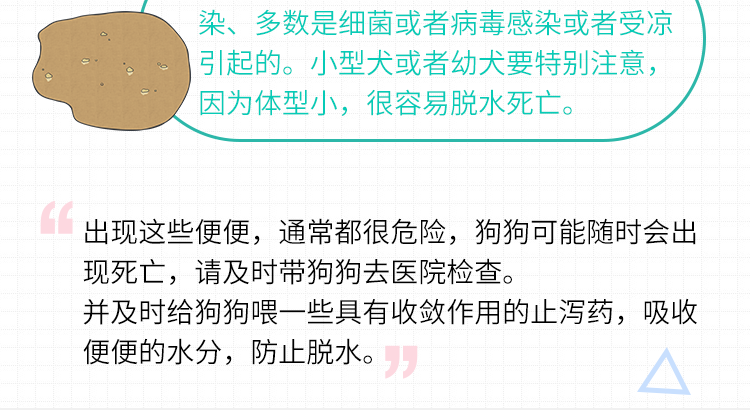 染、多数是细菌或者病毒感染或者受凉
引起的。小型犬或者幼犬要特别注意，
因为体型小，很容易脱水死亡。
出现这些便便，通常都很危险，狗狗可能随时会出
现死亡，请及时带狗狗去医院检查。
并及时给狗狗喂一些具有收敛作用的止泻药，吸收
便便的水分，防止脱水。